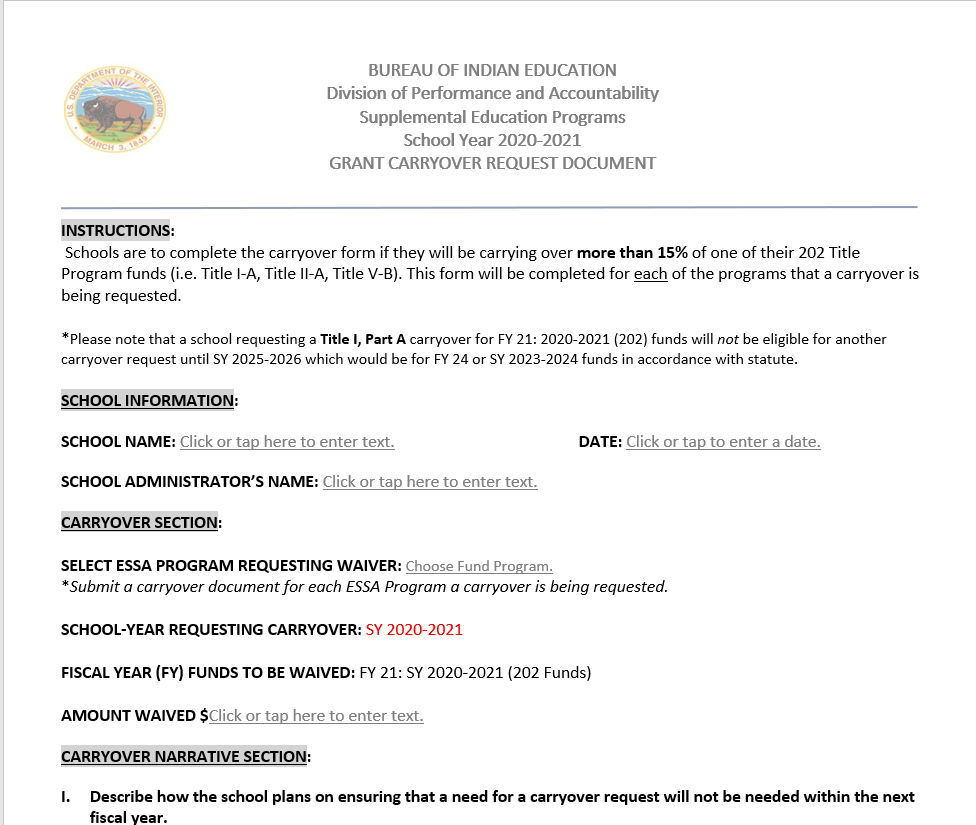 U.S. DEPARTMENT OF THE INTERIOR
MARCH 3, 1849
BUREAU OF INDIAN EDUCATION
Division of Performance and Accountability
Supplemental Education Programs
School Year 2020-2021
GRANT CARRYOVER REQUEST DOCUMENT
INSTRUCTIONS:
Schools are to complete the carryover form if they will be carrying over more than 15% of one of their 202 Title
Program funds (i.e. Title I-A, Title II-A, Title V-B). This form will be completed for each of the programs that a carryover is
being requested.
*Please note that a school requesting a Title I, Part A carryover for FY 21: 2020-2021 (202) funds will not be eligible for another
carryover request until SY 2025-2026 which would be for FY 24 or SY 2023-2024 funds in accordance with statute.
SCHOOL INFORMATION:
SCHOOL NAME: Click or tap here to enter text. DATE: Click or tap to enter a date.
SCHOOL ADMINISTRATOR'S NAME: Click or tap here to enter text.
CARRYOVER SECTION:
SELECT ESSA PROGRAM REQUESTING WAIVER: Choose Fund Program.
*Submit a carryover document for each ESSA Program a carryover is being requested.
SCHOOL-YEAR REQUESTING CARRYOVER: SY 2020-2021
FISCAL YEAR (FY) FUNDS TO BE WAIVED: FY 21: SY 2020-2021 (202 Funds)
AMOUNT WAIVED $Click or tap here to enter text.
CARRYOVER NARRATIVE SECTION:
I. Describe how the school plans on ensuring that a need for a carryover request will not be needed within the next
fiscal year.